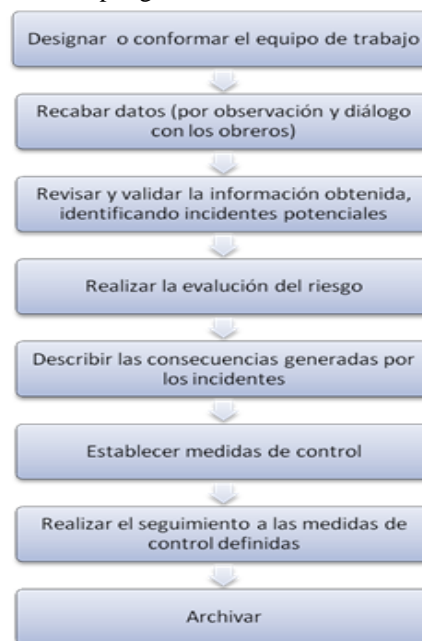 Designar o conformar el equipo de trabajo
Recabar datos (por observación y diálogo
con los obreros)
Revisar y validar la información obtenida,
identificando incidentes potenciales
Realizar la evalución del riesgo
Describir las consecuencias generadas por
los incidentes
Establecer medidas de control
Realizar el seguimiento a las medidas de
control definidas
Archivar